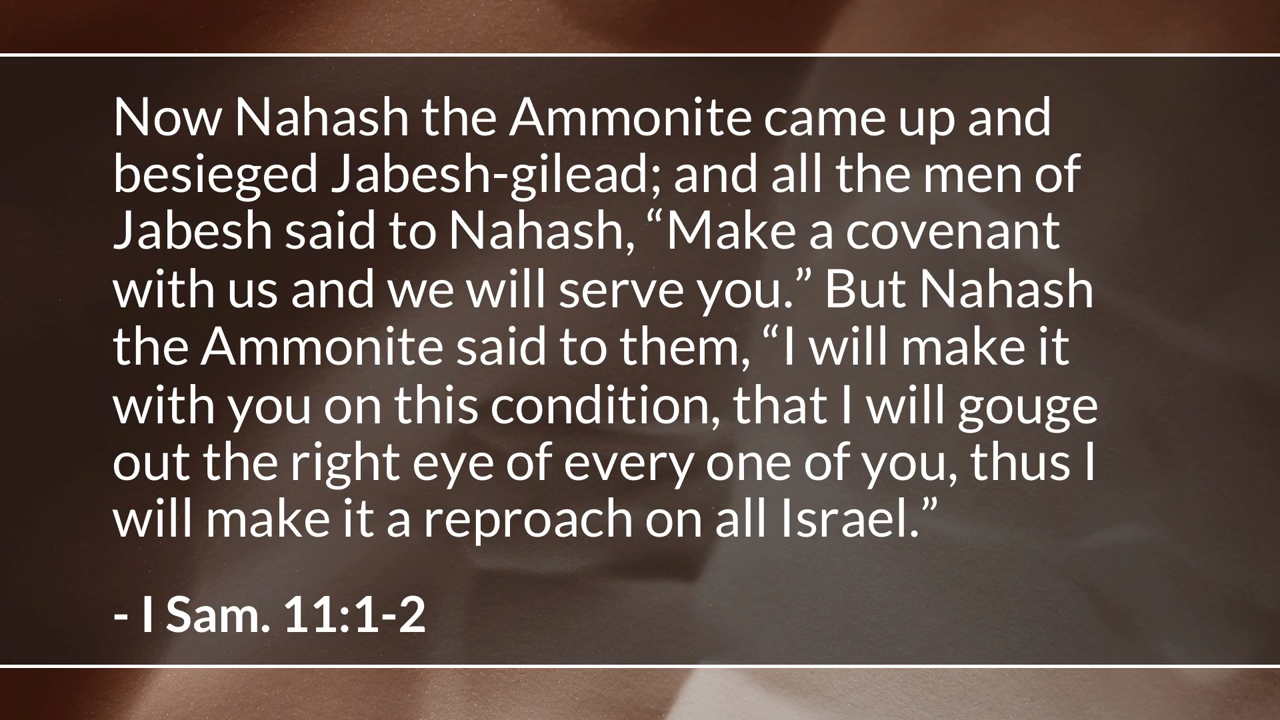 Now Nahash the Ammonite came up and
besieged Jabesh-gilead; and all the men of
Jabesh said to Nahash, “Make a covenant
with us and we will serve you.” But Nahash
the Ammonite said to them, “I will make it
with you on this condition, that I will gouge
out the right eye of every one of you, thus I
will make it a reproach on all Israel.”
- I Sam. 11:1-2